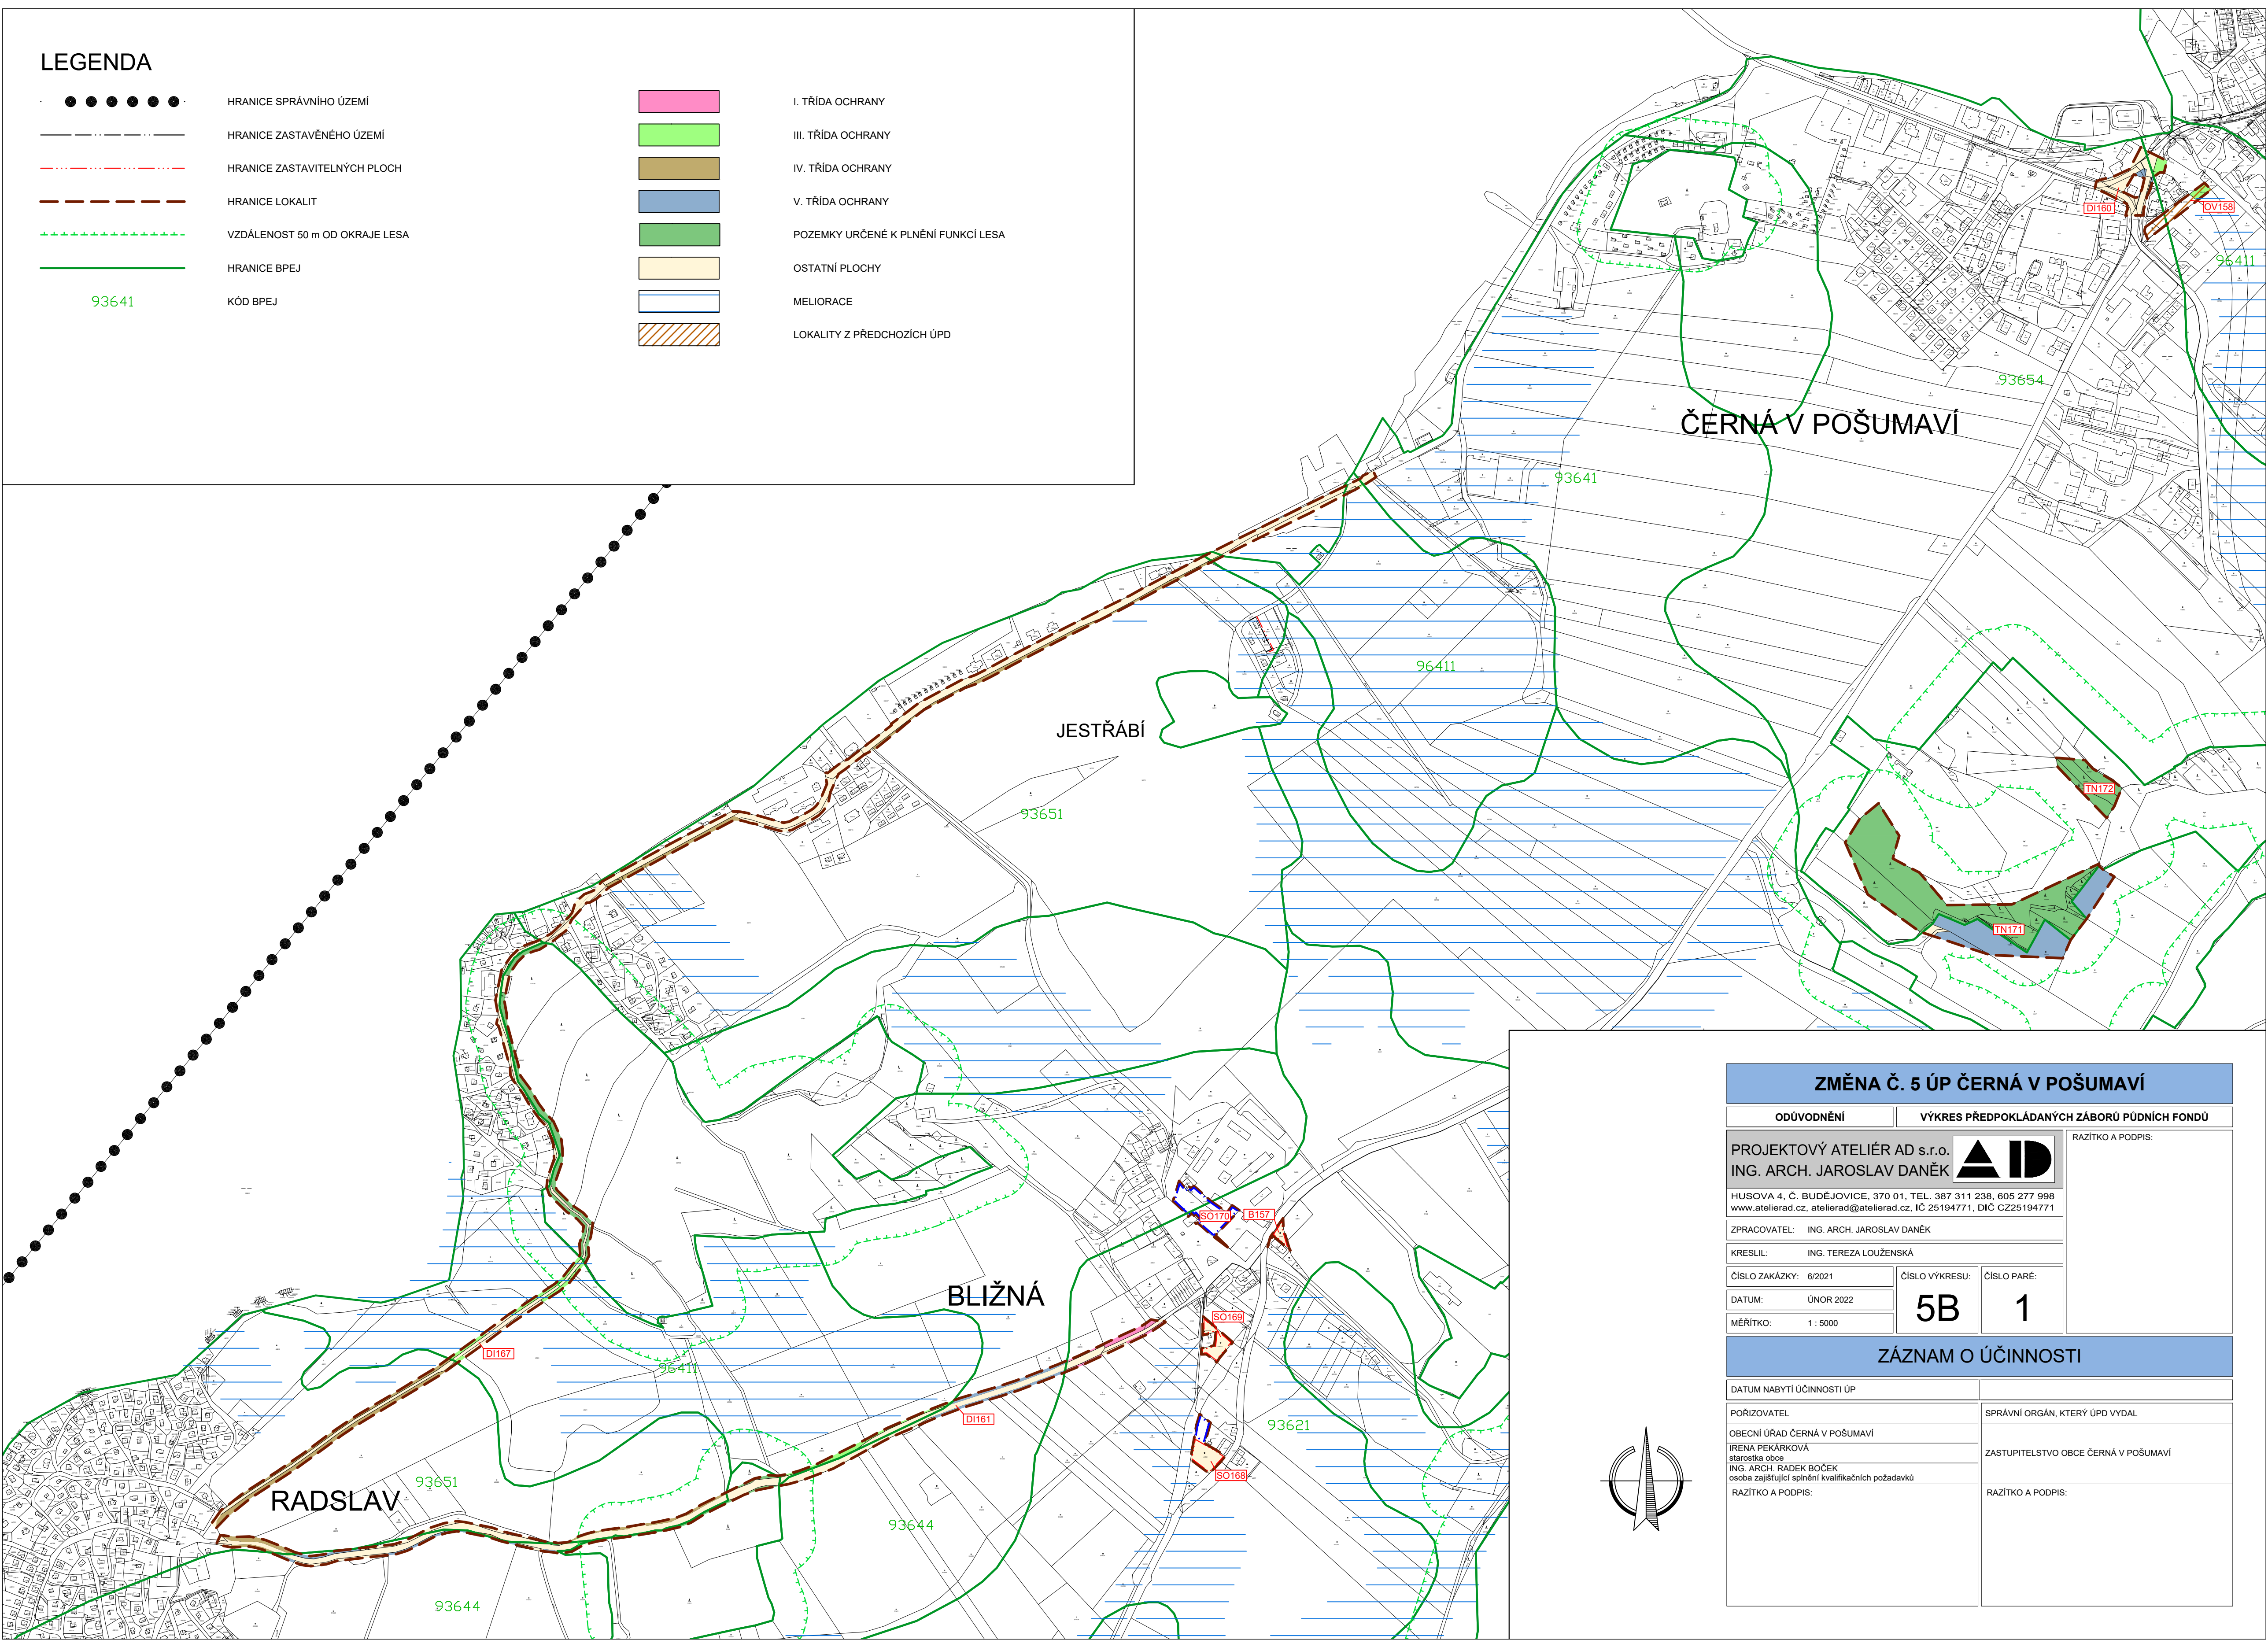 LEGENDA
HRANICE SPRÁVNÍHO ÚZEMÍ
HRANICE ZASTAVĚNÉHO ÚZEMÍ
HRANICE ZASTAVITELNÝCH PLOCH
HRANICE LOKALIT
VZDÁLENOST 50 m OD OKRAJE LESA
HRANICE BPEJ
93641 KÓD BPEJ
I. TŘÍDA OCHRANY
III. TŘÍDA OCHRANY
IV. TŘÍDA OCHRANY
V. TŘÍDA OCHRANY
POZEMKY URČENÉ K PLNĚNÍ FUNKCÍ LESA
OSTATNÍ PLOCHY
MELIORACE
LOKALITY Z PŘEDCHOZÍCH ÚPD
DI160
OV158
96411
93654
ČERNÁ V POŠUMAVÍ
93641
96411
JESTŘÁBÍ
93651
TN172
TN171
SO170
B157
BLIŽNÁ
SO169
DI167
96411
DI161
93621
SO168
93651
RADSLAV
93644
93644
ZMĚNA Č. 5 ÚP ČERNÁ V POŠUMAVÍ
ODŮVODNĚNÍ
VÝKRES PŘEDPOKLÁDANÝCH ZÁBORŮ PŮDNÍCH FONDŮ
PROJEKTOVÝ ATELIÉR AD s.r.o.
ING. ARCH. JAROSLAV DANĚK
AD
RAZÍTKO A PODPIS:
HUSOVA 4, Č. BUDĚJOVICE, 370 01, TEL. 387 311 238, 605 277 998
www.atelierad.cz, atelierad@atelierad.cz, IČ 25194771, DIČ CZ25194771
ZPRACOVATEL: ING. ARCH. JAROSLAV DANĚK
KRESLIL: ING. TEREZA LOUŽENSKÁ
ČÍSLO ZAKÁZKY: 6/2021
DATUM: ÚNOR 2022
MĚŘÍTKO: 1 : 5000
ČÍSLO VÝKRESU:
5B
ČÍSLO PARÉ:
1
ZÁZNAM O ÚČINNOSTI
DATUM NABYTÍ ÚČINNOSTI ÚP
POŘIZOVATEL
OBECNÍ ÚŘAD ČERNÁ V POŠUMAVÍ
IRENA PEKÁRKOVÁ
starostka obce
ING. ARCH. RADEK BOČEK
osoba zajišťující splnění kvalifikačních požadavků
RAZÍTKO A PODPIS:
SPRÁVNÍ ORGÁN, KTERÝ ÚPD VYDAL
ZASTUPITELSTVO OBCE ČERNÁ V POŠUMAVÍ
RAZÍTKO A PODPIS: